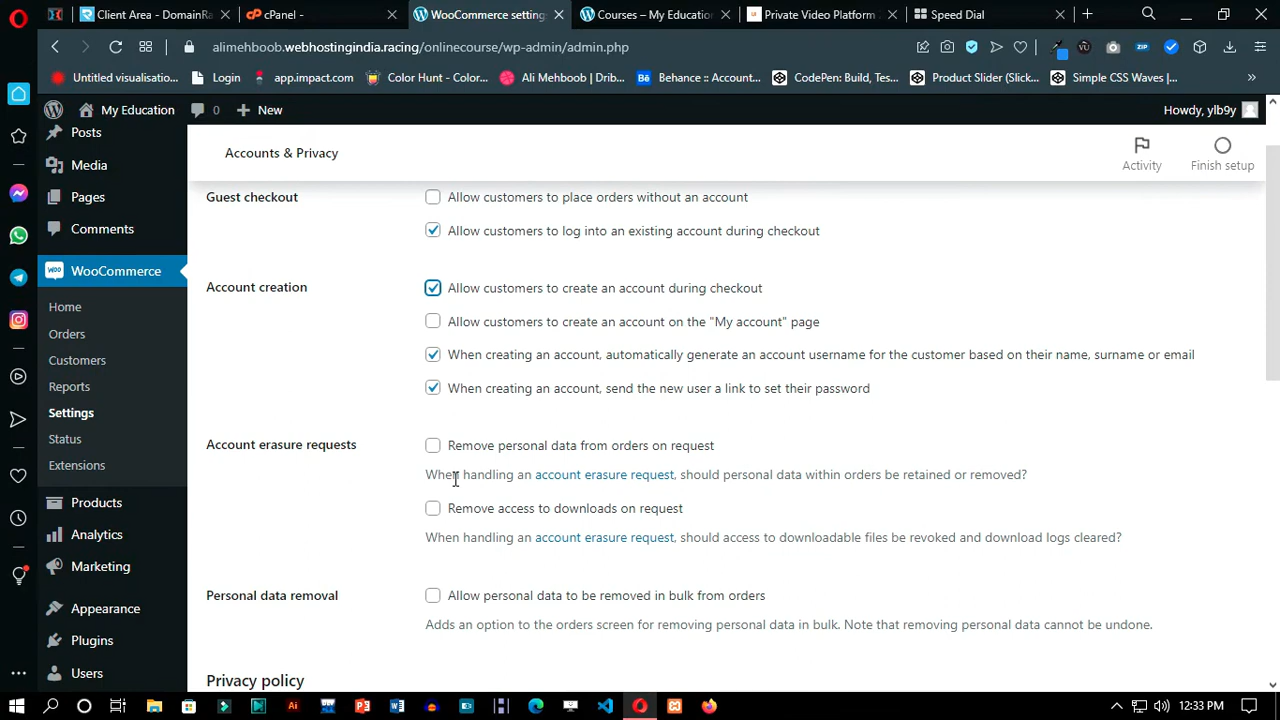 Client Area - DomainRa
cPanel -
WooCommerce setting
Courses – My Education
Private Video Platform
Speed Dial
alimehboob.webhostingindia.racing/onlinecourse/wp-admin/admin.php
Untitled visualisatio...
Login
app.impact.com
Color Hunt - Color...
Ali Mehboob | Drib...
Behance :: Account...
CodePen: Build, Tes...
Product Slider (Slick...
Simple CSS Waves |...
My Education
0
New
Howdy, ylb9y
Posts
Media
Pages
Comments
WooCommerce
Home
Orders
Customers
Reports
Settings
Status
Extensions
Products
Analytics
Marketing
Appearance
Plugins
Users
Accounts & Privacy
Activity
Finish setup
Guest checkout
Allow customers to place orders without an account
Allow customers to log into an existing account during checkout
Account creation
Allow customers to create an account during checkout
Allow customers to create an account on the "My account" page
When creating an account, automatically generate an account username for the customer based on their name, surname or email
When creating an account, send the new user a link to set their password
Account erasure requests
Remove personal data from orders on request
When handling an account erasure request, should personal data within orders be retained or removed?
Remove access to downloads on request
When handling an account erasure request, should access to downloadable files be revoked and download logs cleared?
Personal data removal
Allow personal data to be removed in bulk from orders
Adds an option to the orders screen for removing personal data in bulk. Note that removing personal data cannot be undone.
Privacy policy
12:33 PM